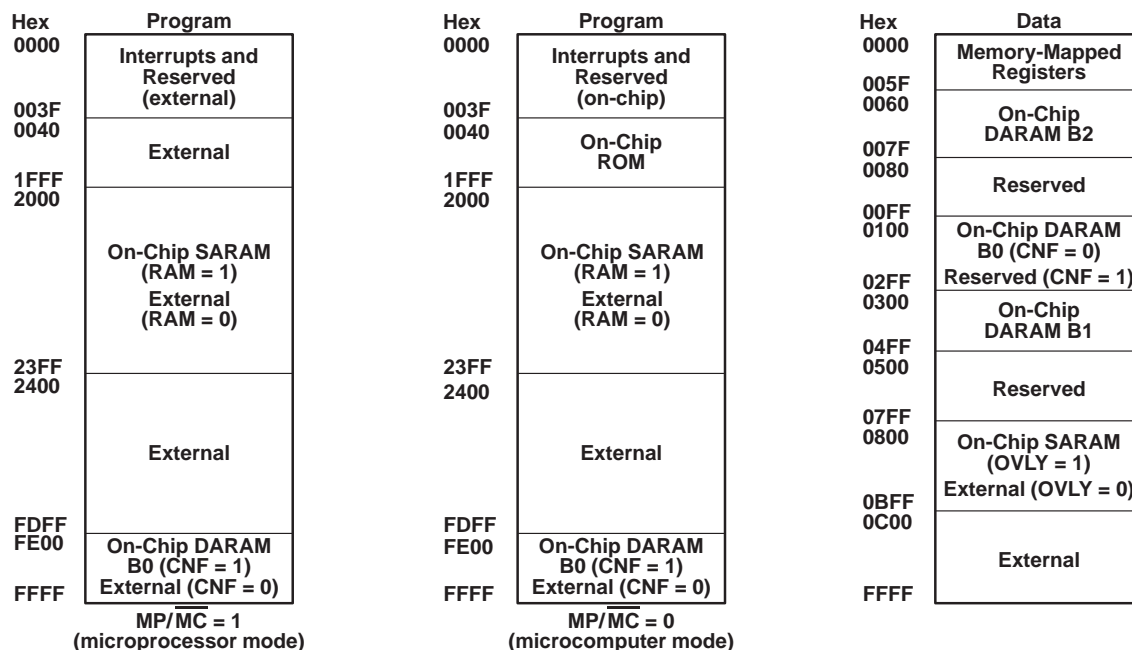 Hex Program
0000
Interrupts and
Reserved
(external)
003F
0040
External
1FFF
2000
On-Chip SARAM
(RAM = 1)
External
(RAM = 0)
23FF
2400
External
FDFF
FE00
On-Chip DARAM
B0 (CNF = 1)
External (CNF = 0)
FFFF
MP/MC = 1
(microprocessor mode)
Hex Program
0000
Interrupts and
Reserved
(on-chip)
003F
0040
On-Chip
ROM
1FFF
2000
On-Chip SARAM
(RAM = 1)
External
(RAM = 0)
23FF
2400
External
FDFF
FE00
On-Chip DARAM
B0 (CNF = 1)
External (CNF = 0)
FFFF
MP/MC = 0
(microcomputer mode)
Hex Data
0000
Memory-Mapped
Registers
005F
0060
On-Chip
DARAM B2
007F
0080
Reserved
00FF
0100
On-Chip DARAM
B0 (CNF = 0)
Reserved (CNF = 1)
02FF
0300
On-Chip
DARAM B1
04FF
0500
Reserved
07FF
0800
On-Chip SARAM
(OVLY = 1)
External (OVLY = 0)
0BFF
0C00
External
FFFF